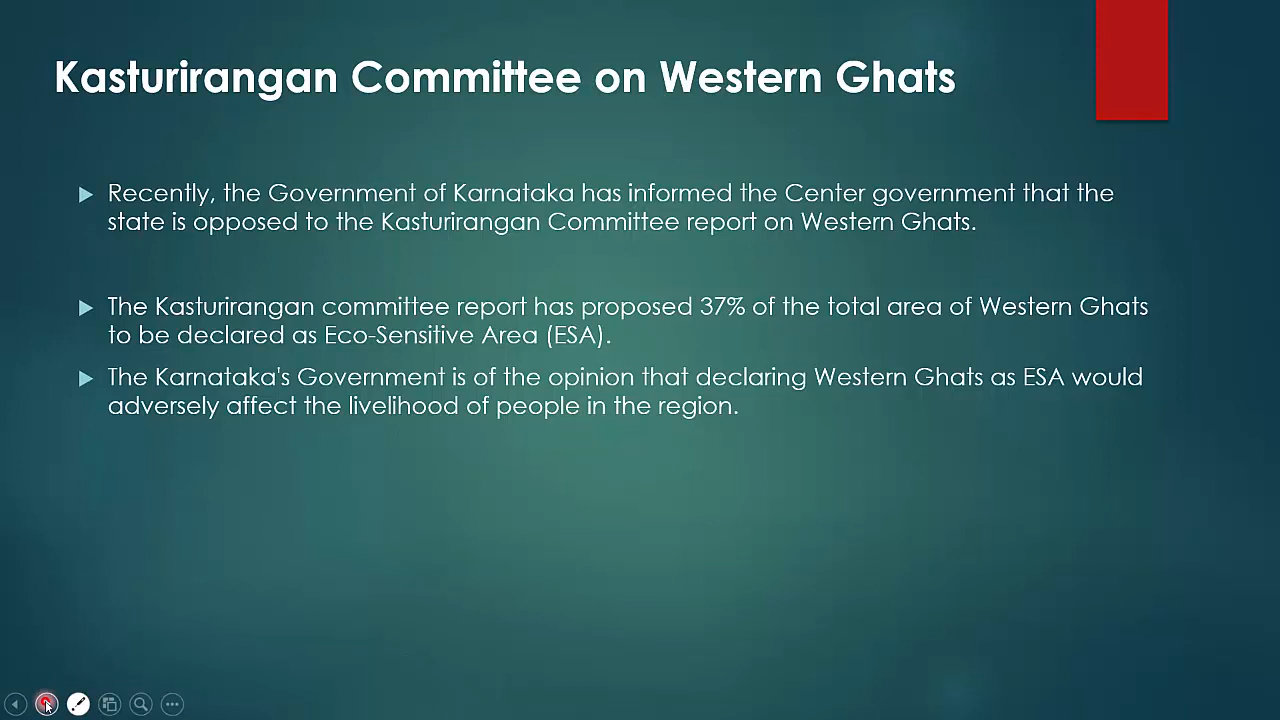 Kasturirangan Committee on Western Ghats
Recently, the Government of Karnataka has informed the Center government that the
state is opposed to the Kasturirangan Committee report on Western Ghats.
The Kasturirangan committee report has proposed 37% of the total area of Western Ghats
to be declared as Eco-Sensitive Area (ESA).
The Karnataka's Government is of the opinion that declaring Western Ghats as ESA would
adversely affect the livelihood of people in the region.